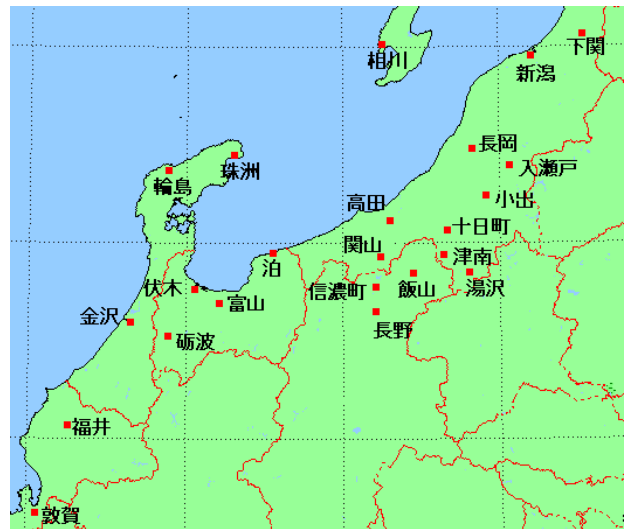 下関
相川
新潟
長岡
入瀬戸
珠洲
輪島
小出
高田
十日町
関山
津南
泊
伏木
信濃町
飯山
湯沢
富山
金沢
長野
砺波
福井
敦賀